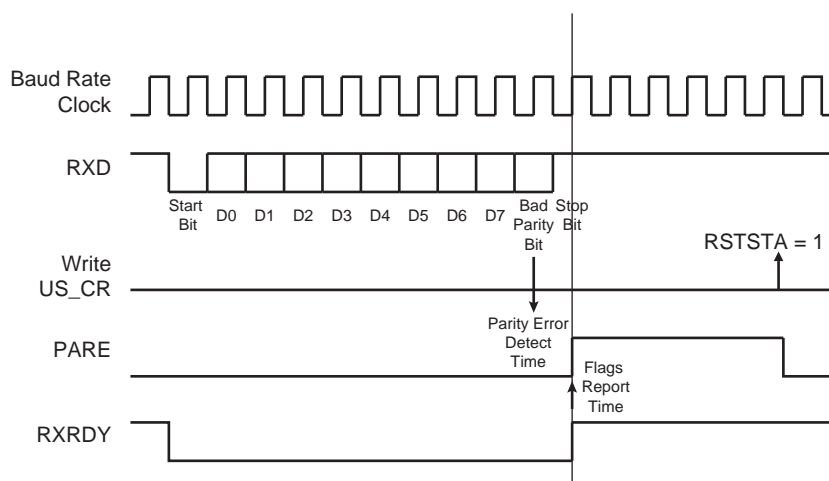 Baud Rate
Clock
RXD
Start
Bit
D0
D1
D2
D3
D4
D5
D6
D7
Bad
Parity
Bit
Stop
Bit
Write
US_CR
RSTSTA = 1
Parity Error
Detect
Time
PARE
Flags
Report
Time
RXRDY